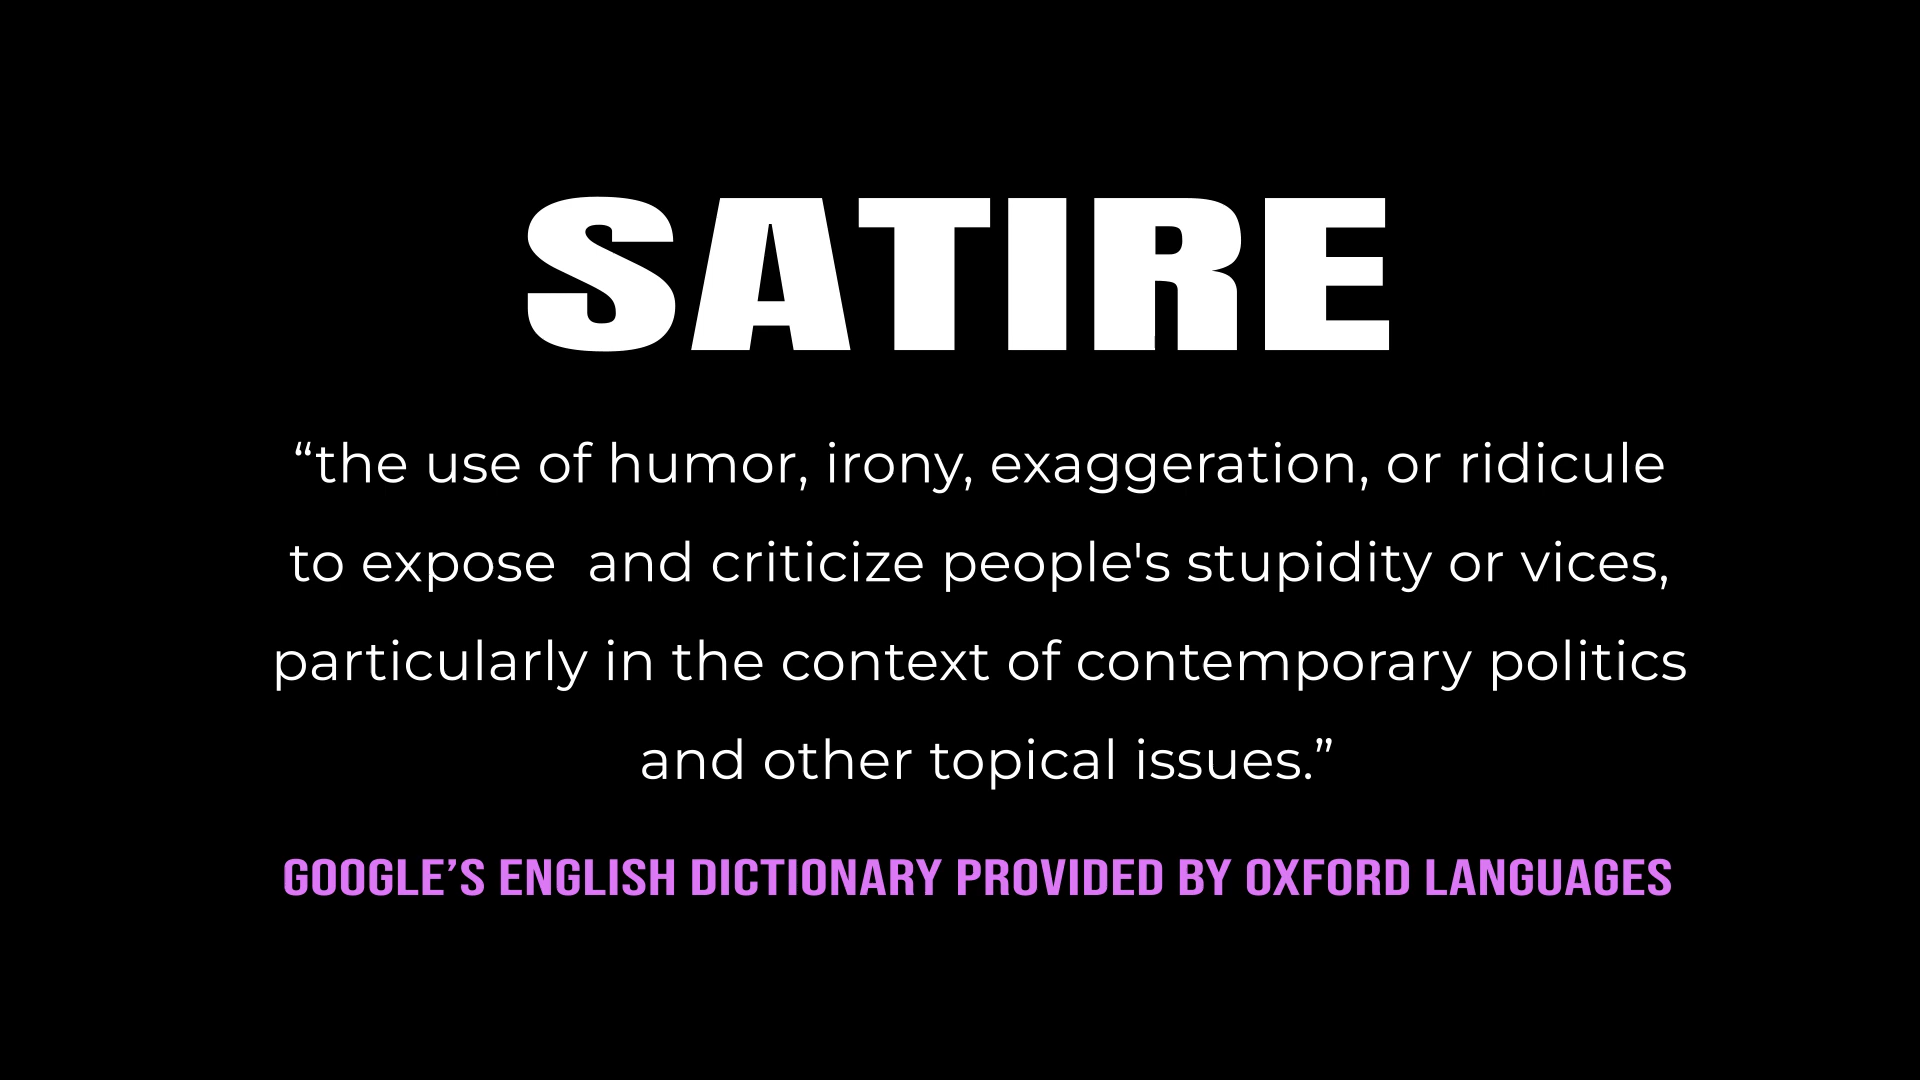 SATIRE
“the use of humor, irony, exaggeration, or ridicule
to expose  and criticize people's stupidity or vices,
particularly in the context of contemporary politics
and other topical issues.”
GOOGLE’S ENGLISH DICTIONARY PROVIDED BY OXFORD LANGUAGES